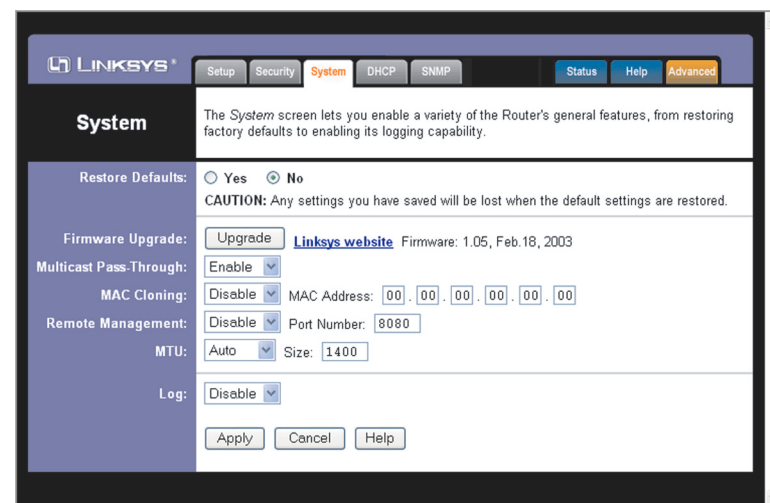 LINKSYS®
Setup Security System DHCP SNMP Status Help Advanced
System
The System screen lets you enable a variety of the Router's general features, from restoring
factory defaults to enabling its logging capability.
Restore Defaults: Yes No
CAUTION: Any settings you have saved will be lost when the default settings are restored.
Firmware Upgrade: Upgrade Linksys website Firmware: 1.05, Feb.18, 2003
Multicast Pass-Through: Enable
MAC Cloning: Disable MAC Address: 00 . 00 . 00 . 00 . 00 . 00
Remote Management: Disable Port Number: 8080
MTU: Auto Size: 1400
Log: Disable
Apply Cancel Help